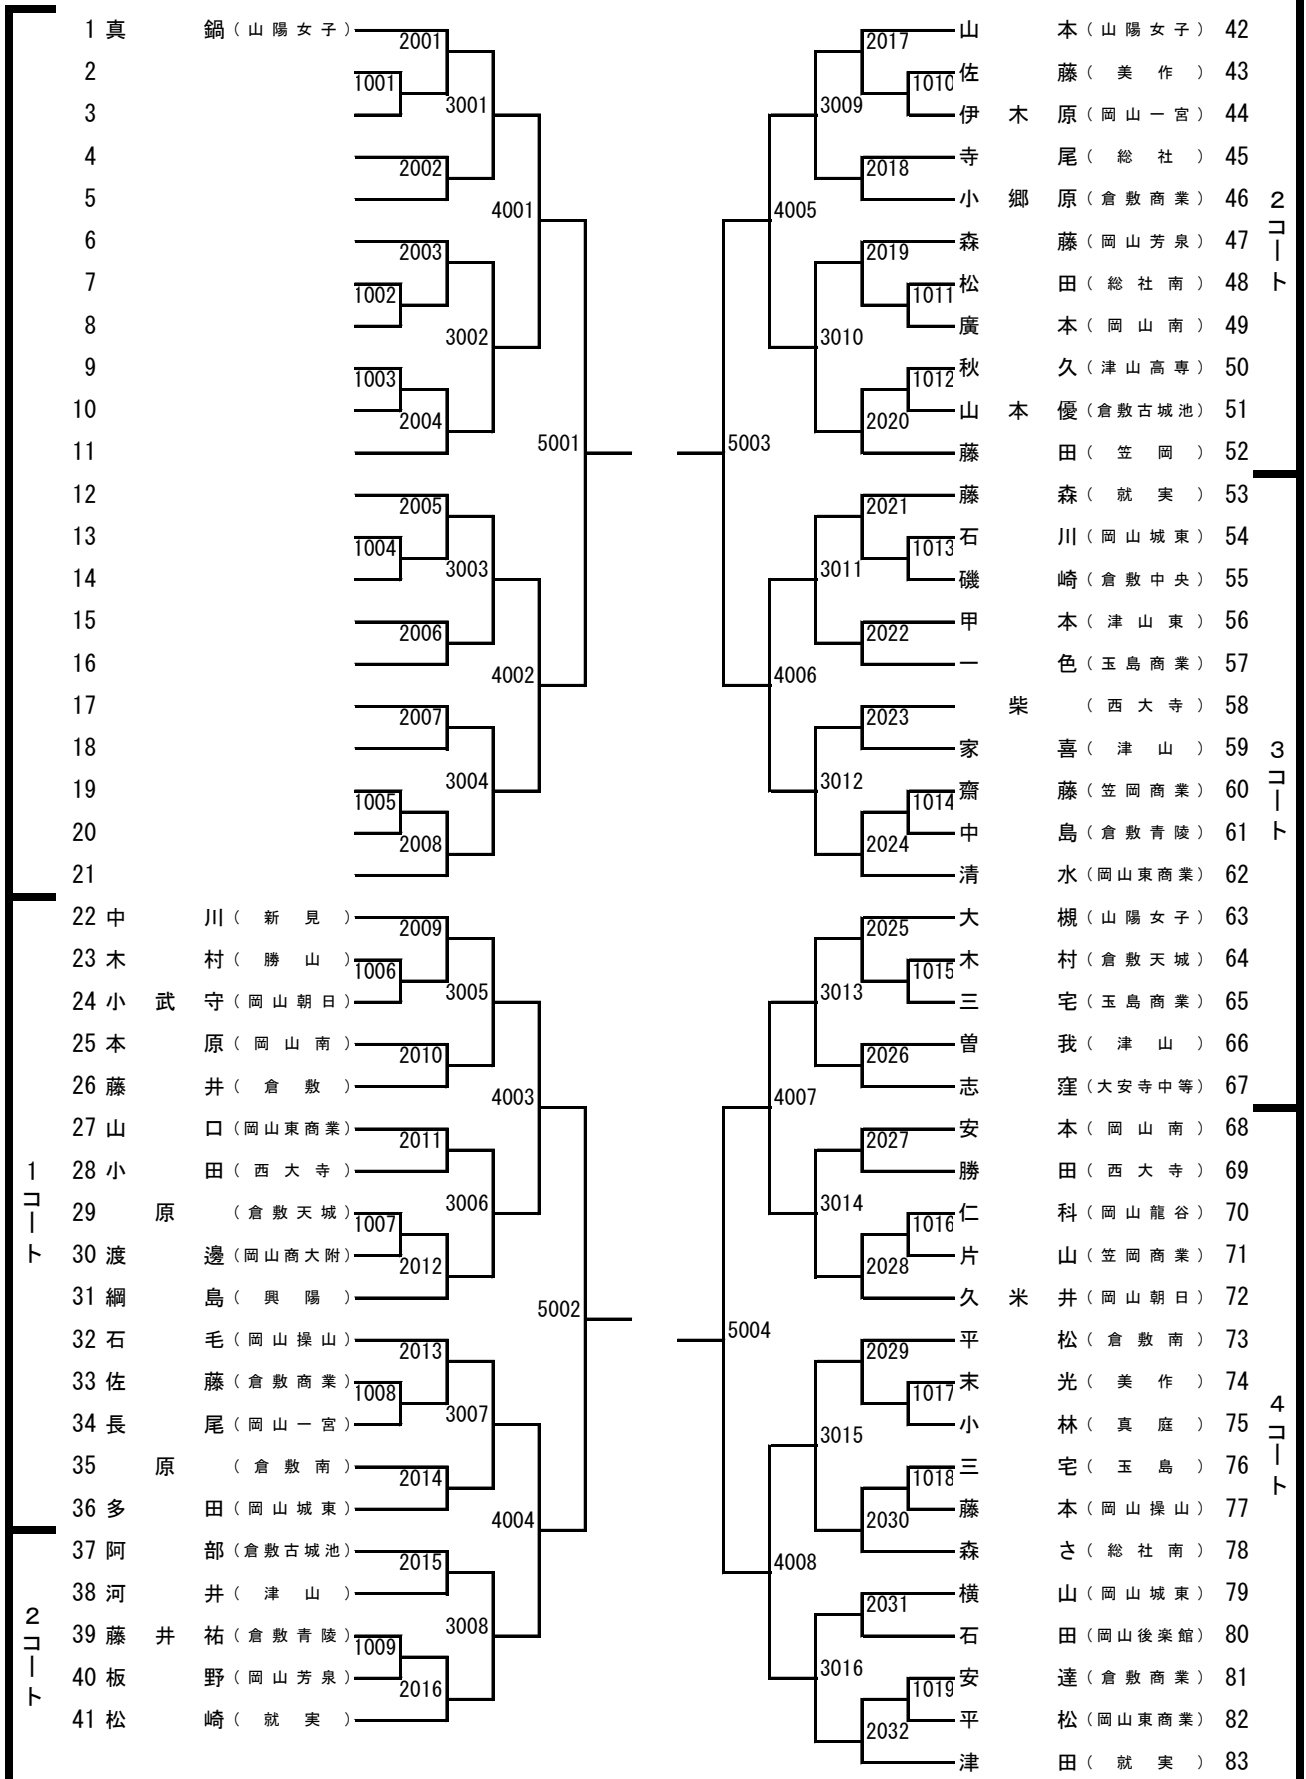 1 真鍋（山陽女子）
2
3
4
5
6
7
8
9
10
11
12
13
14
15
16
17
18
19
20
21
22 中川（新見）
23 木村（勝山）
24 小武守（岡山朝日）
25 本原（岡山南）
26 藤井（倉敷）
27 山口（岡山東商業）
28 小田（西大寺）
29 原（倉敷天城）
30 渡邊（岡山商大附）
31 綱島（興陽）
32 石毛（岡山操山）
33 佐藤（倉敷商業）
34 長尾（岡山一宮）
35 原（倉敷南）
36 多田（岡山城東）
37 阿部（倉敷古城池）
38 河井（津山）
39 藤井祐（倉敷青陵）
40 板野（岡山芳泉）
41 松崎（就実）
1コート
2コート
2001
1001
3001
2002
4001
2003
1002
3002
1003
2004
5001
2005
1004
3003
2006
4002
2007
3004
1005
2008
2009
1006
3005
2010
4003
2011
3006
1007
2012
5002
2013
1008
3007
2014
4004
2015
3008
1009
2016
2017
1010
3009
2018
4005
2019
1011
3010
1012
2020
5003
2021
1013
3011
2022
4006
2023
3012
1014
2024
2025
1015
3013
2026
4007
2027
3014
1016
2028
5004
2029
1017
3015
1018
2030
4008
2031
3016
1019
2032
山本（山陽女子） 42
佐藤（美作） 43
伊木原（岡山一宮） 44
寺尾（総社） 45
小郷原（倉敷商業） 46
森藤（岡山芳泉） 47
松田（総社南） 48
廣本（岡山南） 49
秋久（津山高専） 50
山本優（倉敷古城池） 51
藤田（笠岡） 52
藤森（就実） 53
石川（岡山城東） 54
磯崎（倉敷中央） 55
甲本（津山東） 56
一色（玉島商業） 57
柴（西大寺） 58
家喜（津山） 59
齋藤（笠岡商業） 60
中島（倉敷青陵） 61
清水（岡山東商業） 62
大槻（山陽女子） 63
木村（倉敷天城） 64
三宅（玉島商業） 65
曽我（津山） 66
志窪（大安寺中等） 67
安本（岡山南） 68
勝田（西大寺） 69
仁科（岡山龍谷） 70
片山（笠岡商業） 71
久米井（岡山朝日） 72
平松（倉敷南） 73
末光（美作） 74
小林（真庭） 75
三宅（玉島） 76
藤本（岡山操山） 77
森さ（総社南） 78
横山（岡山城東） 79
石田（岡山後楽館） 80
安達（倉敷商業） 81
平松（岡山東商業） 82
津田（就実） 83
2コート
3コート
4コート